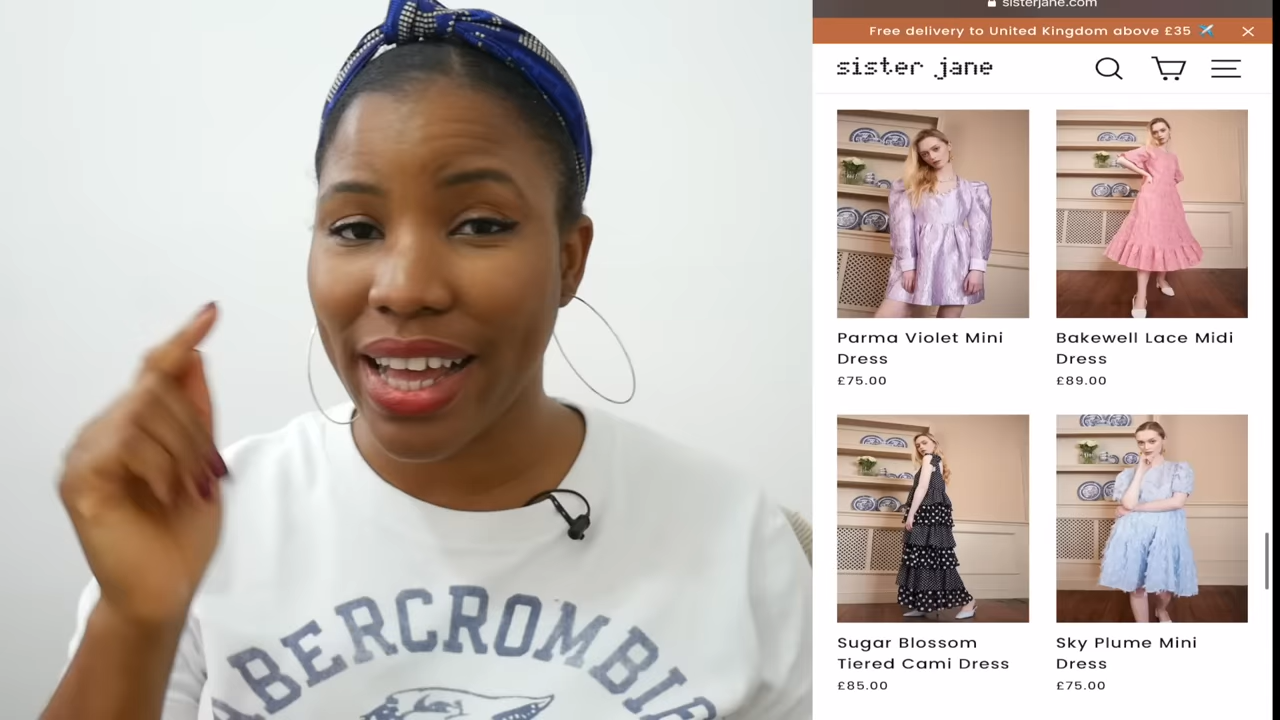 sisterjane.com
Free delivery to United Kingdom above £35
sister jane
Parma Violet Mini
Dress
£75.00
Bakewell Lace Midi
Dress
£89.00
Sugar Blossom
Tiered Cami Dress
£85.00
Sky Plume Mini
Dress
£75.00
ABERCROMBIE